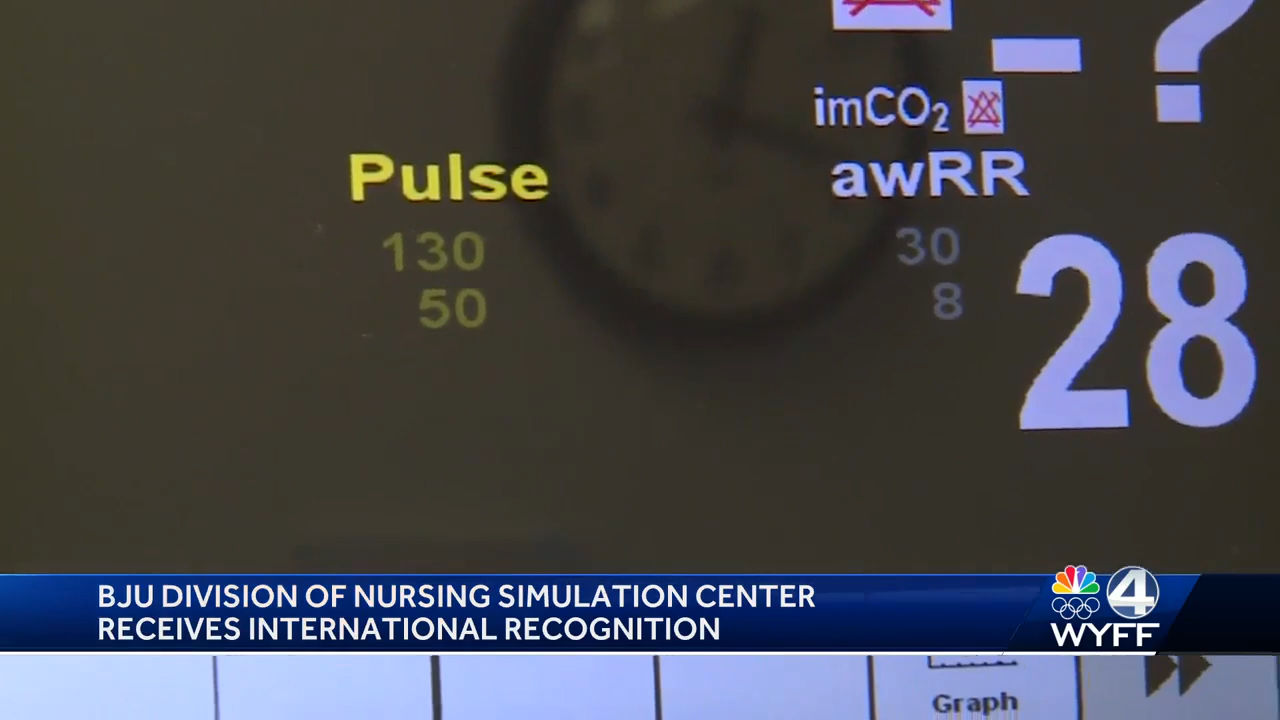 -?
imCO₂
Pulse
awRR
130
50
30
8
28
BJU DIVISION OF NURSING SIMULATION CENTER
RECEIVES INTERNATIONAL RECOGNITION
4
WYFF
Graph